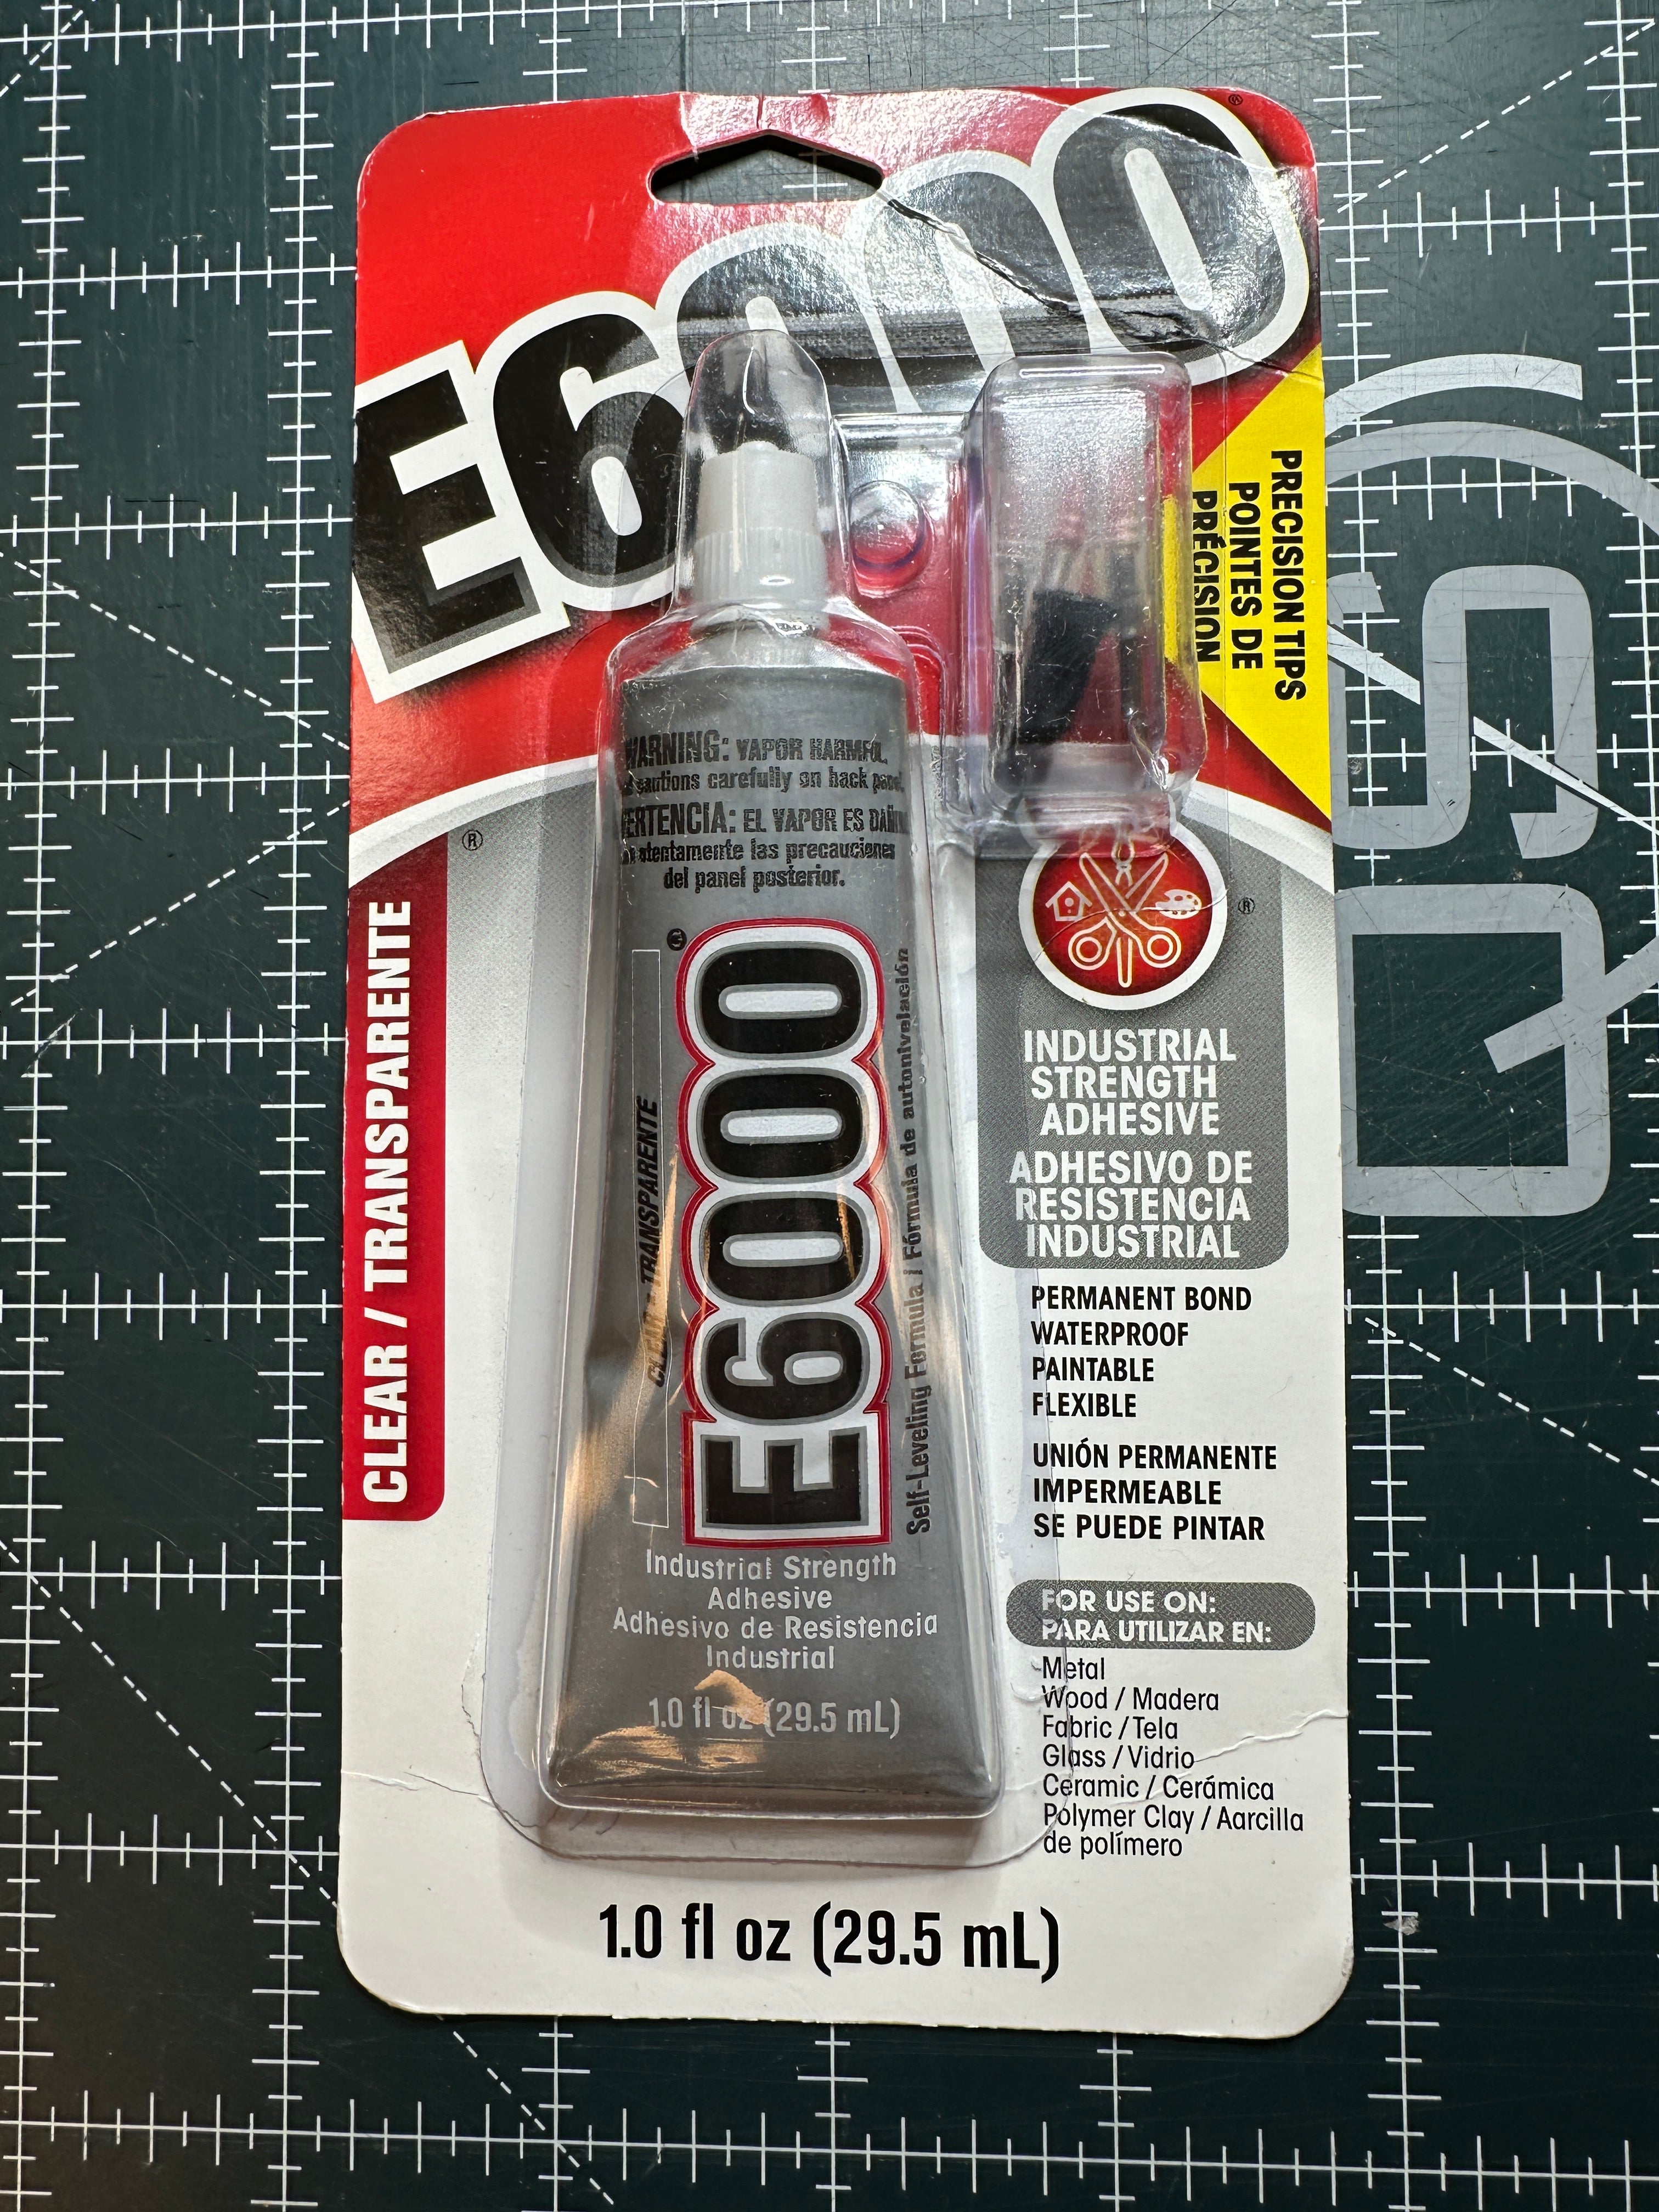 E6000
®
PRECISION TIPS
POINTES DE
PRÉCISION
WARNING: VAPOR HARMFUL.
cautions carefully on back panel
EL VAPOR ES
atentamente las precauciones
del panel posterior.
®
®
CLEAR / TRANSPARENTE
®
E6000
TRANSPARENTE
Self-Leveling Formula / Fórmula de autonivelación
Industrial Strength
Adhesive
Adhesivo de Resistencia
Industrial
1.0 fl oz (29.5 mL)
INDUSTRIAL
STRENGTH
ADHESIVE
ADHESIVO DE
RESISTENCIA
INDUSTRIAL
PERMANENT BOND
WATERPROOF
PAINTABLE
FLEXIBLE
UNIÓN PERMANENTE
IMPERMEABLE
SE PUEDE PINTAR
FOR USE ON:
PARA UTILIZAR EN:
Metal
Wood / Madera
Fabric / Tela
Glass / Vidrio
Ceramic / Cerámica
Polymer Clay / Aarcilla
de polímero
1.0 fl oz (29.5 mL)